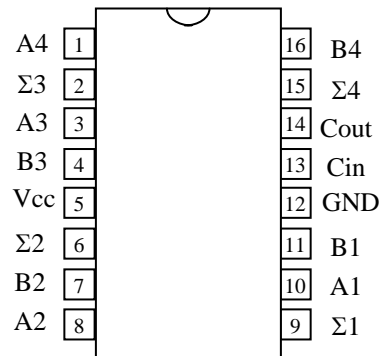 A4 1 16 B4
Σ3 2 15 Σ4
A3 3 14 Cout
B3 4 13 Cin
Vcc 5 12 GND
Σ2 6 11 B1
B2 7 10 A1
A2 8 9 Σ1